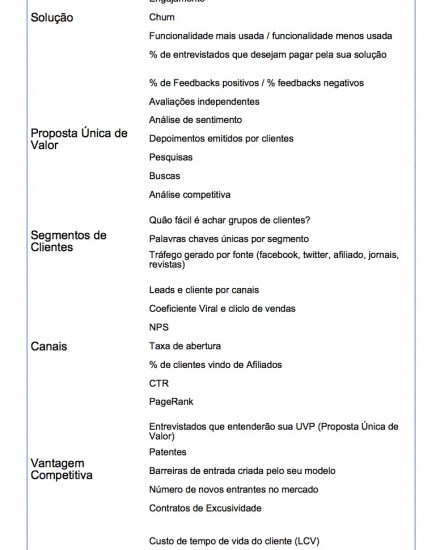 Engajamento
Solução
Churn
Funcionalidade mais usada / funcionalidade menos usada
% de entrevistados que desejam pagar pela sua solução
% de Feedbacks positivos / % feedbacks negativos
Avaliações independentes
Análise de sentimento
Proposta Única de
Valor
Depoimentos emitidos por clientes
Pesquisas
Buscas
Análise competitiva
Quão fácil é achar grupos de clientes?
Segmentos de
Clientes
Palavras chaves únicas por segmento
Tráfego gerado por fonte (facebook, twitter, afiliado, jornais,
revistas)
Leads e cliente por canais
Coeficiente Viral e cliclo de vendas
NPS
Canais
Taxa de abertura
% de clientes vindo de Afiliados
CTR
PageRank
Entrevistados que entenderão sua UVP (Proposta Única de
Valor)
Patentes
Vantagem
Competitiva
Barreiras de entrada criada pelo seu modelo
Número de novos entrantes no mercado
Contratos de Excusividade
Custo de tempo de vida do cliente (LCV)